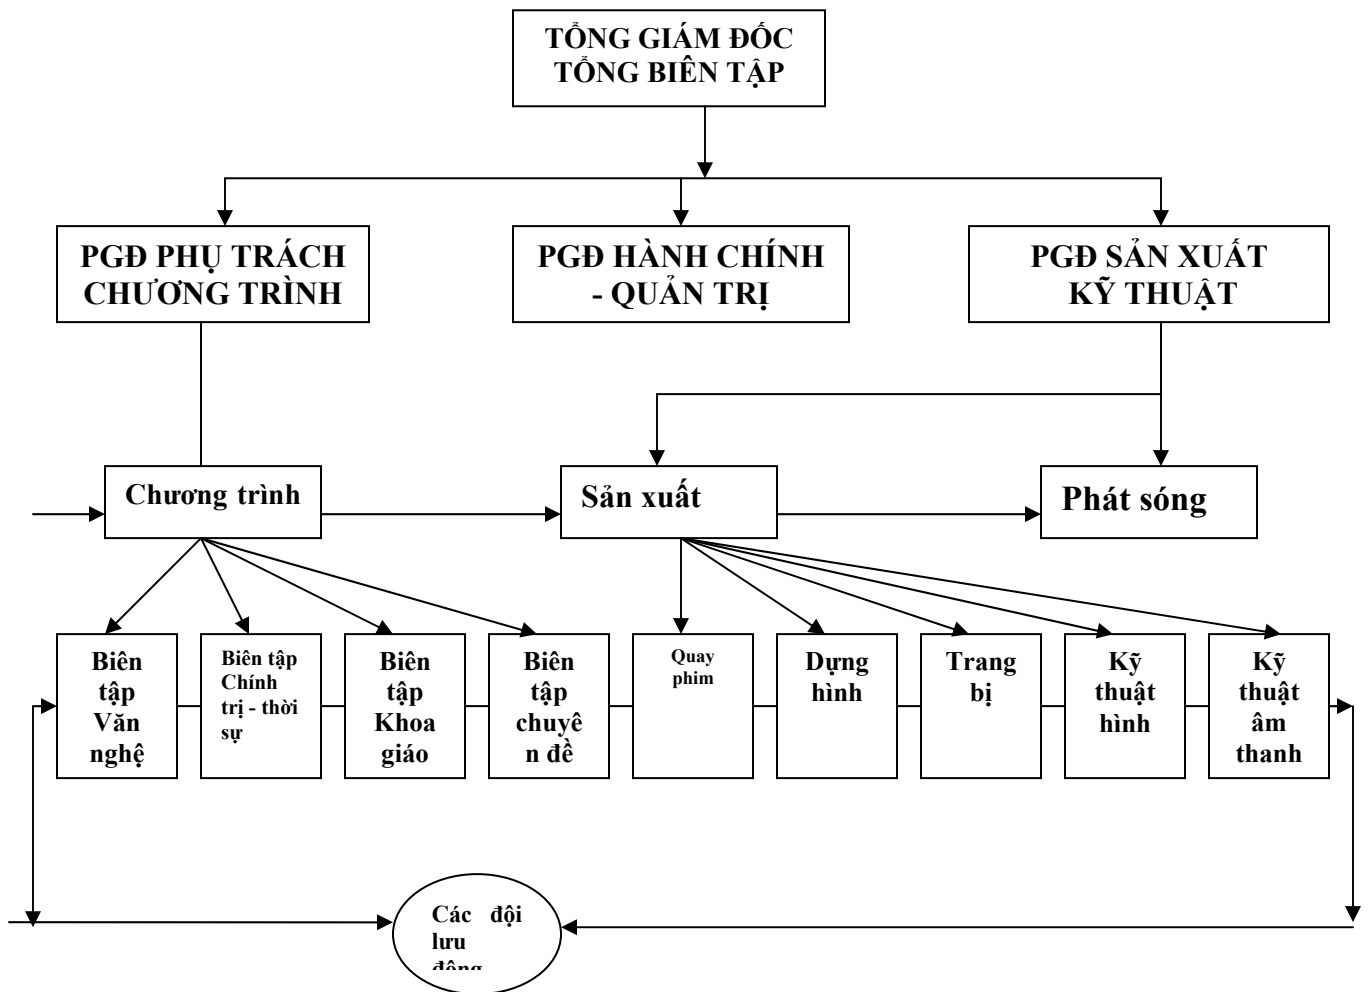 TỔNG GIÁM ĐỐC
TỔNG BIÊN TẬP
PGĐ PHỤ TRÁCH
CHƯƠNG TRÌNH
PGĐ HÀNH CHÍNH
- QUẢN TRỊ
PGĐ SẢN XUẤT
KỸ THUẬT
Chương trình
Sản xuất
Phát sóng
Biên
tập
Văn
nghệ
Biên tập
Chính
trị - thời
sự
Biên
tập
Khoa
giáo
Biên
tập
chuyê
n đề
Quay
phim
Dựng
hình
Trang
bị
Kỹ
thuật
hình
Kỹ
thuật
âm
thanh
Các đội
lưu
động